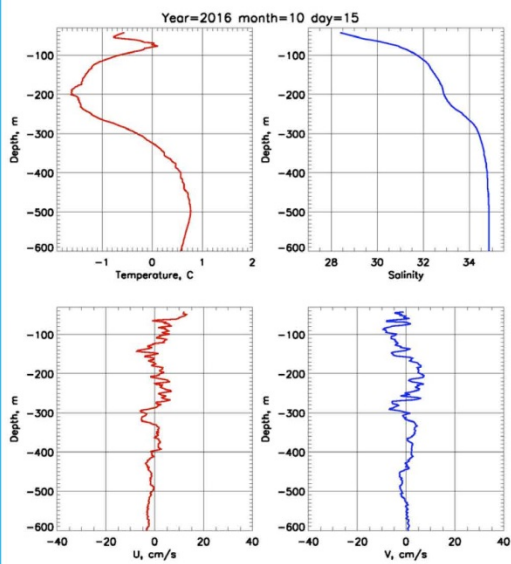 Year=2016 month=10 day=15
-100
-200
-300
-400
-500
-600
Depth, m
-1 0 1 2
Temperature, C
-100
-200
-300
-400
-500
-600
Depth, m
28 30 32 34
Salinity
-100
-200
-300
-400
-500
-600
Depth, m
-40 -20 0 20 40
U, cm/s
-100
-200
-300
-400
-500
-600
Depth, m
-40 -20 0 20 40
V, cm/s